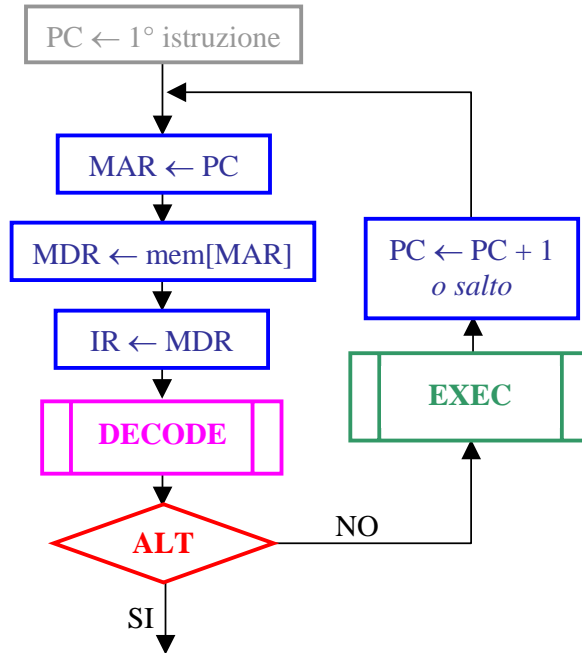 PC ← 1° istruzione
MAR ← PC
MDR ← mem[MAR]
IR ← MDR
DECODE
ALT
SI
NO
EXEC
PC ← PC + 1
o salto